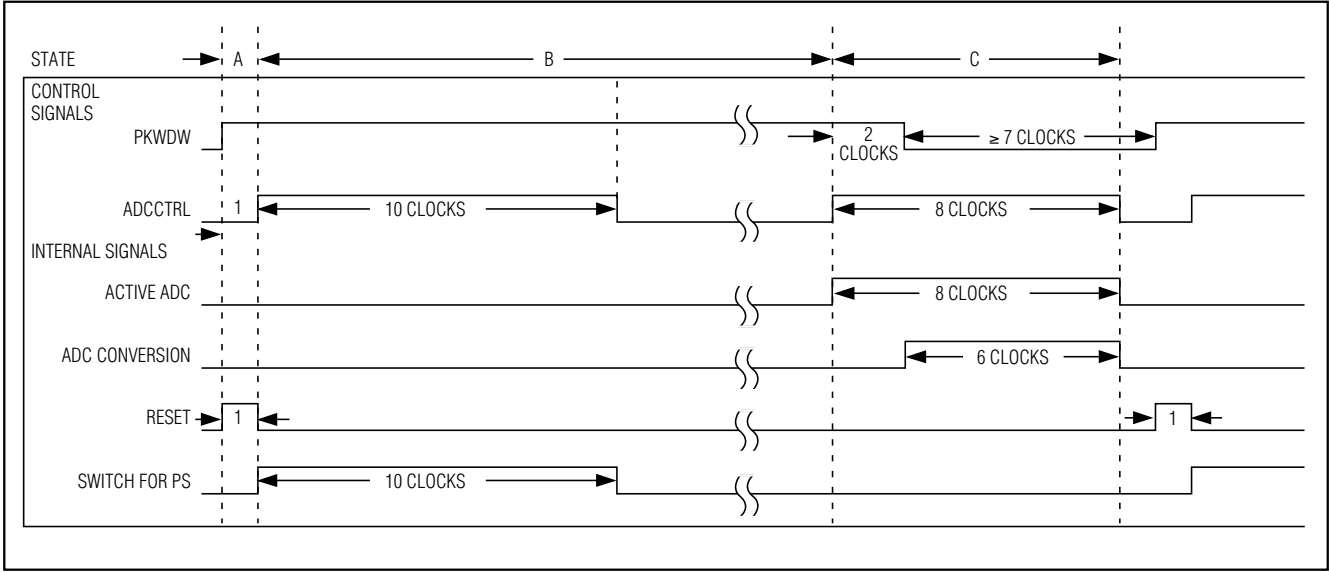 STATE A B C
CONTROL
SIGNALS
PKWDW 2
CLOCKS ≥ 7 CLOCKS
ADCCTRL 1 10 CLOCKS 8 CLOCKS
INTERNAL SIGNALS
ACTIVE ADC 8 CLOCKS
ADC CONVERSION 6 CLOCKS
RESET 1 1
SWITCH FOR PS 10 CLOCKS